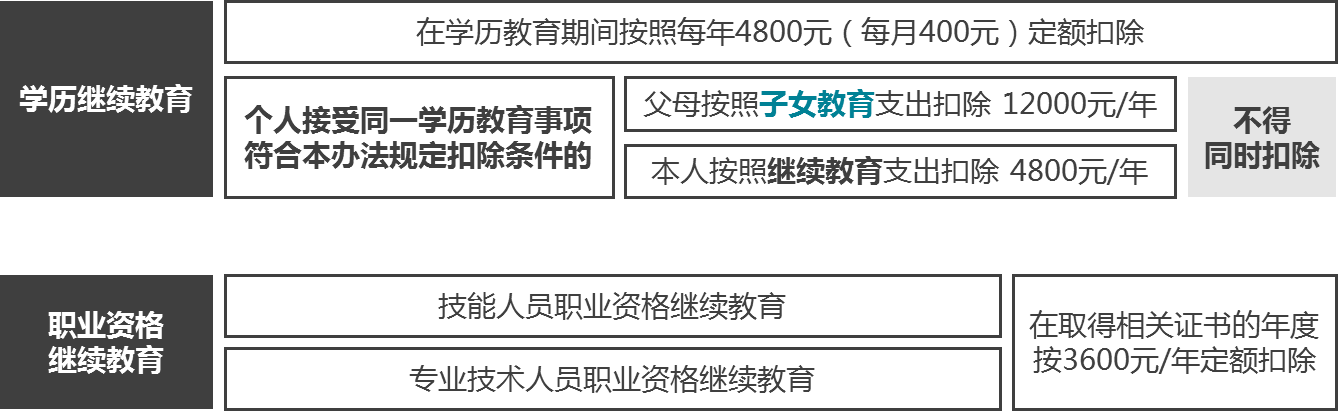 学历继续教育
在学历教育期间按照每年4800元（每月400元）定额扣除
个人接受同一学历教育事项
符合本办法规定扣除条件的
父母按照子女教育支出扣除 12000元/年
本人按照继续教育支出扣除 4800元/年
不得
同时扣除
职业资格
继续教育
技能人员职业资格继续教育
专业技术人员职业资格继续教育
在取得相关证书的年度
按3600元/年定额扣除